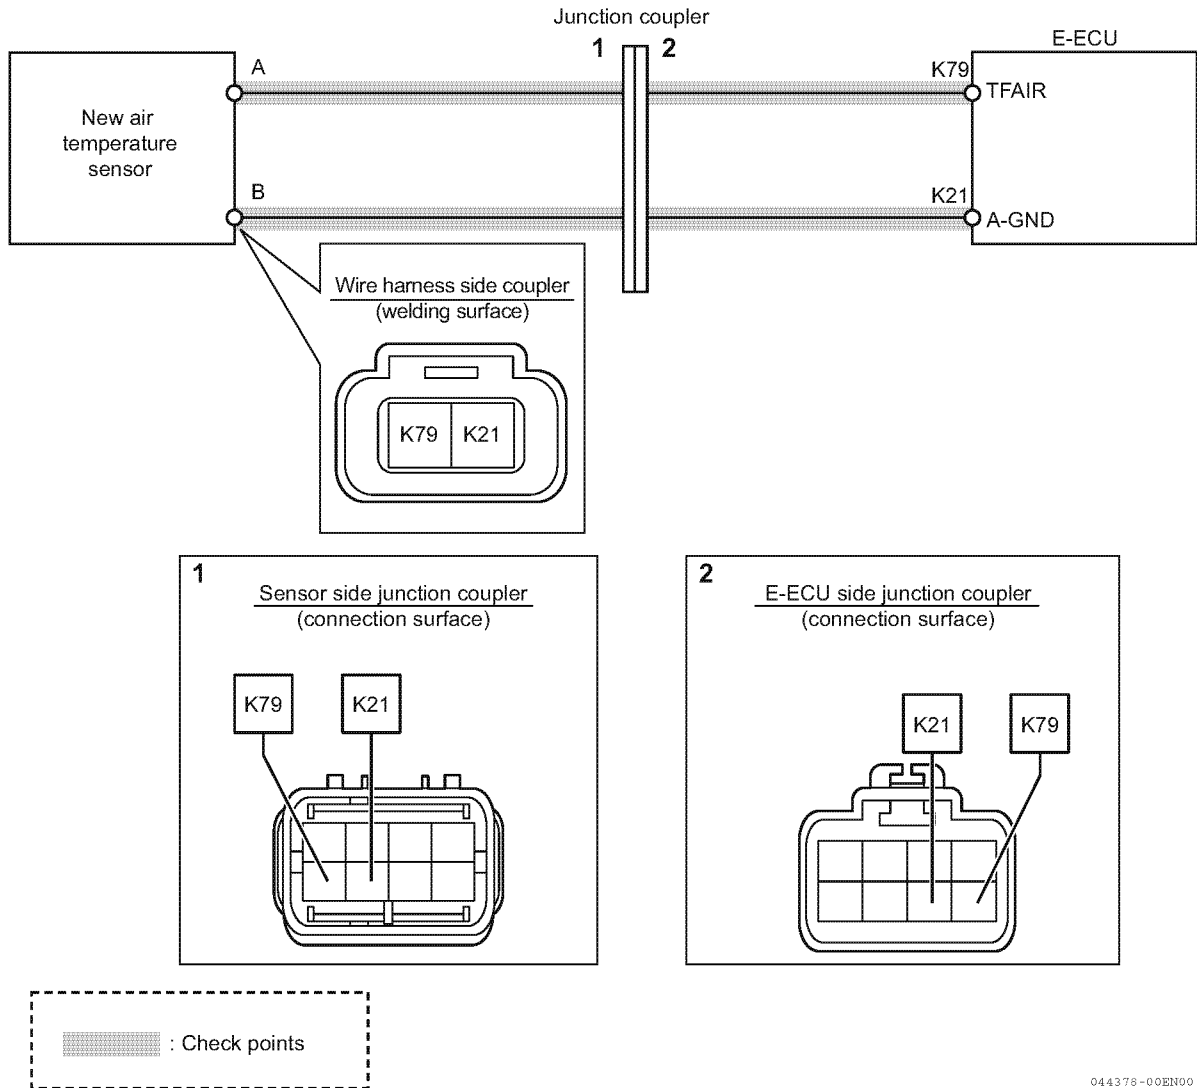 Junction coupler
1 2
E-ECU
A
K79
TFAIR
New air
temperature
sensor
B
K21
A-GND
Wire harness side coupler
(welding surface)
K79 K21
1
Sensor side junction coupler
(connection surface)
K79 K21
2
E-ECU side junction coupler
(connection surface)
K21 K79
: Check points
044378-00EN00